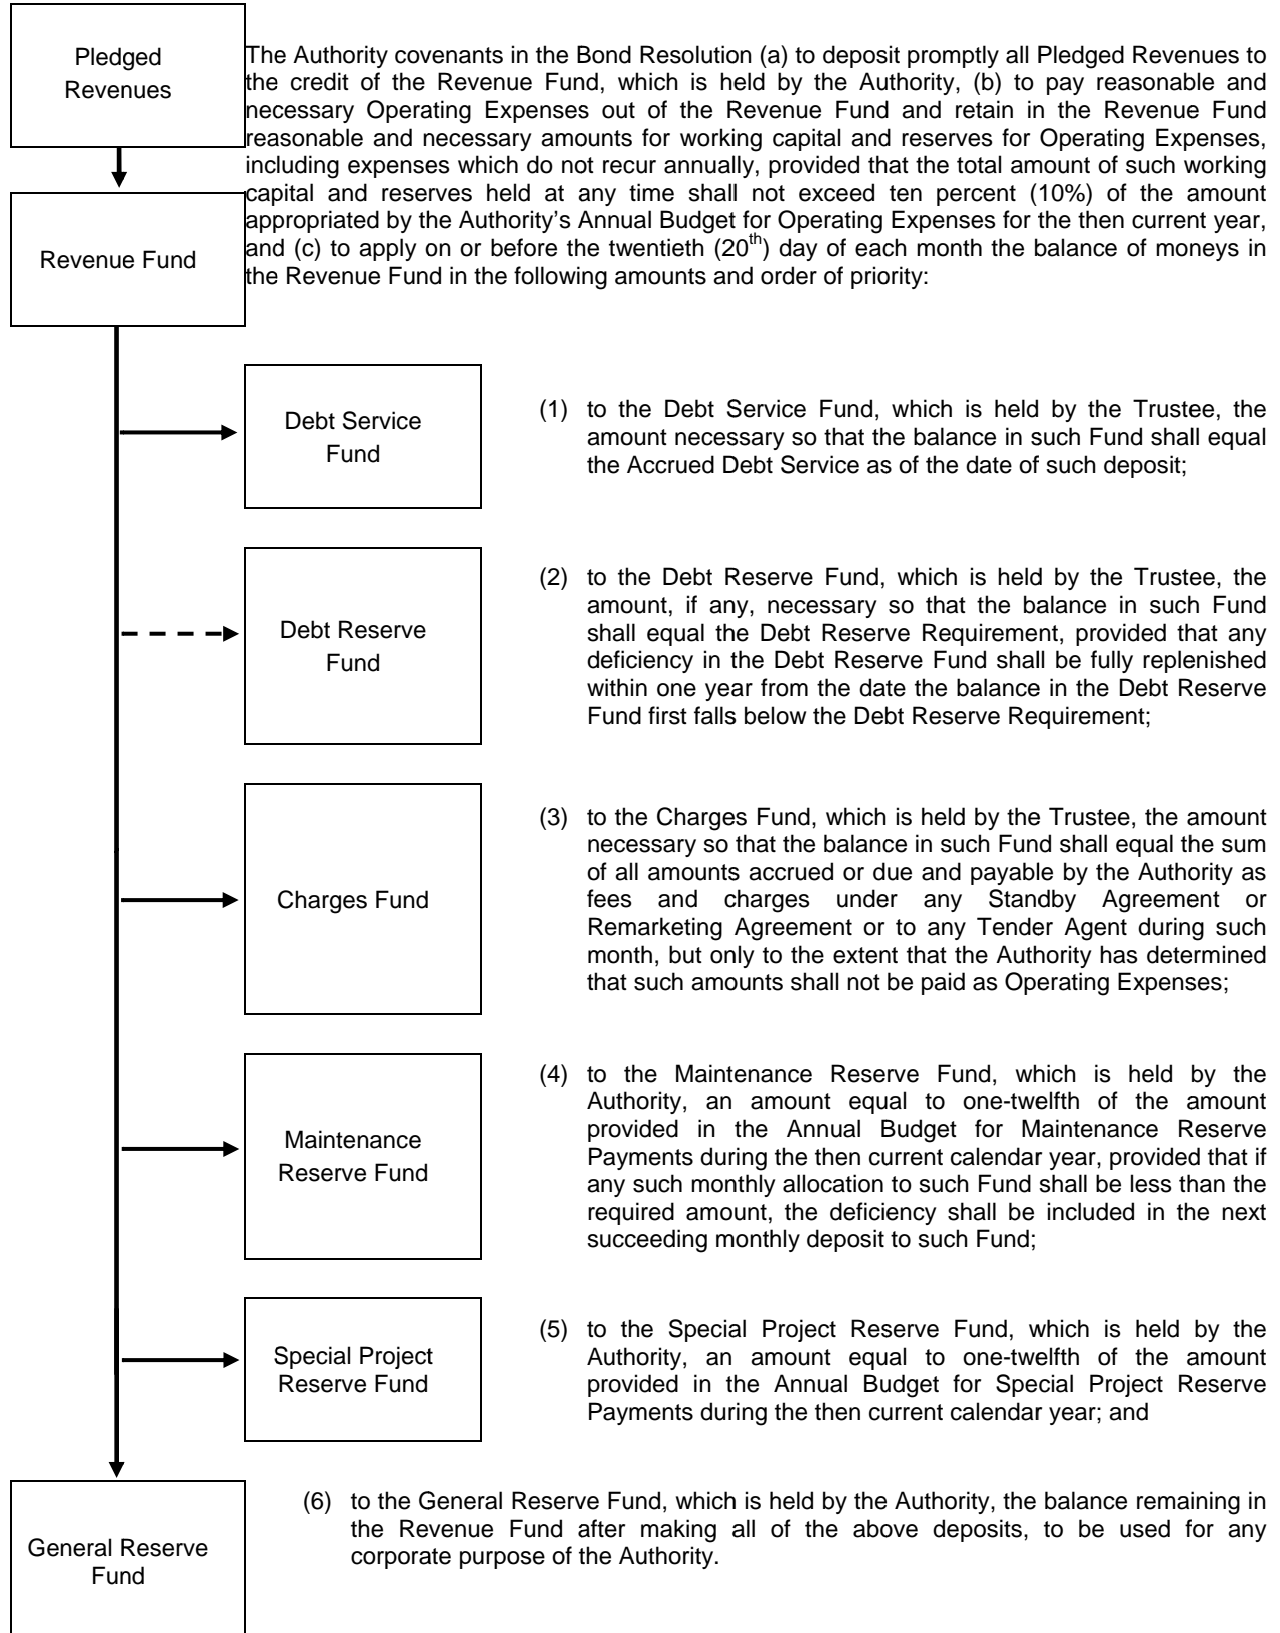 Pledged
Revenues
The Authority covenants in the Bond Resolution (a) to deposit promptly all Pledged Revenues to
the credit of the Revenue Fund, which is held by the Authority, (b) to pay reasonable and
necessary Operating Expenses out of the Revenue Fund and retain in the Revenue Fund
reasonable and necessary amounts for working capital and reserves for Operating Expenses,
including expenses which do not recur annually, provided that the total amount of such working
capital and reserves held at any time shall not exceed ten percent (10%) of the amount
appropriated by the Authority's Annual Budget for Operating Expenses for the then current year,
and (c) to apply on or before the twentieth (20th) day of each month the balance of moneys in
the Revenue Fund in the following amounts and order of priority:
Revenue Fund
Debt Service
Fund
(1) to the Debt Service Fund, which is held by the Trustee, the
amount necessary so that the balance in such Fund shall equal
the Accrued Debt Service as of the date of such deposit;
Debt Reserve
Fund
(2) to the Debt Reserve Fund, which is held by the Trustee, the
amount, if any, necessary so that the balance in such Fund
shall equal the Debt Reserve Requirement, provided that any
deficiency in the Debt Reserve Fund shall be fully replenished
within one year from the date the balance in the Debt Reserve
Fund first falls below the Debt Reserve Requirement;
Charges Fund
(3) to the Charges Fund, which is held by the Trustee, the amount
necessary so that the balance in such Fund shall equal the sum
of all amounts accrued or due and payable by the Authority as
fees and charges under any Standby Agreement or
Remarketing Agreement or to any Tender Agent during such
month, but only to the extent that the Authority has determined
that such amounts shall not be paid as Operating Expenses;
Maintenance
Reserve Fund
(4) to the Maintenance Reserve Fund, which is held by the
Authority, an amount equal to one-twelfth of the amount
provided in the Annual Budget for Maintenance Reserve
Payments during the then current calendar year, provided that if
any such monthly allocation to such Fund shall be less than the
required amount, the deficiency shall be included in the next
succeeding monthly deposit to such Fund;
Special Project
Reserve Fund
(5) to the Special Project Reserve Fund, which is held by the
Authority, an amount equal to one-twelfth of the amount
provided in the Annual Budget for Special Project Reserve
Payments during the then current calendar year; and
General Reserve
Fund
(6) to the General Reserve Fund, which is held by the Authority, the balance remaining in
the Revenue Fund after making all of the above deposits, to be used for any
corporate purpose of the Authority.